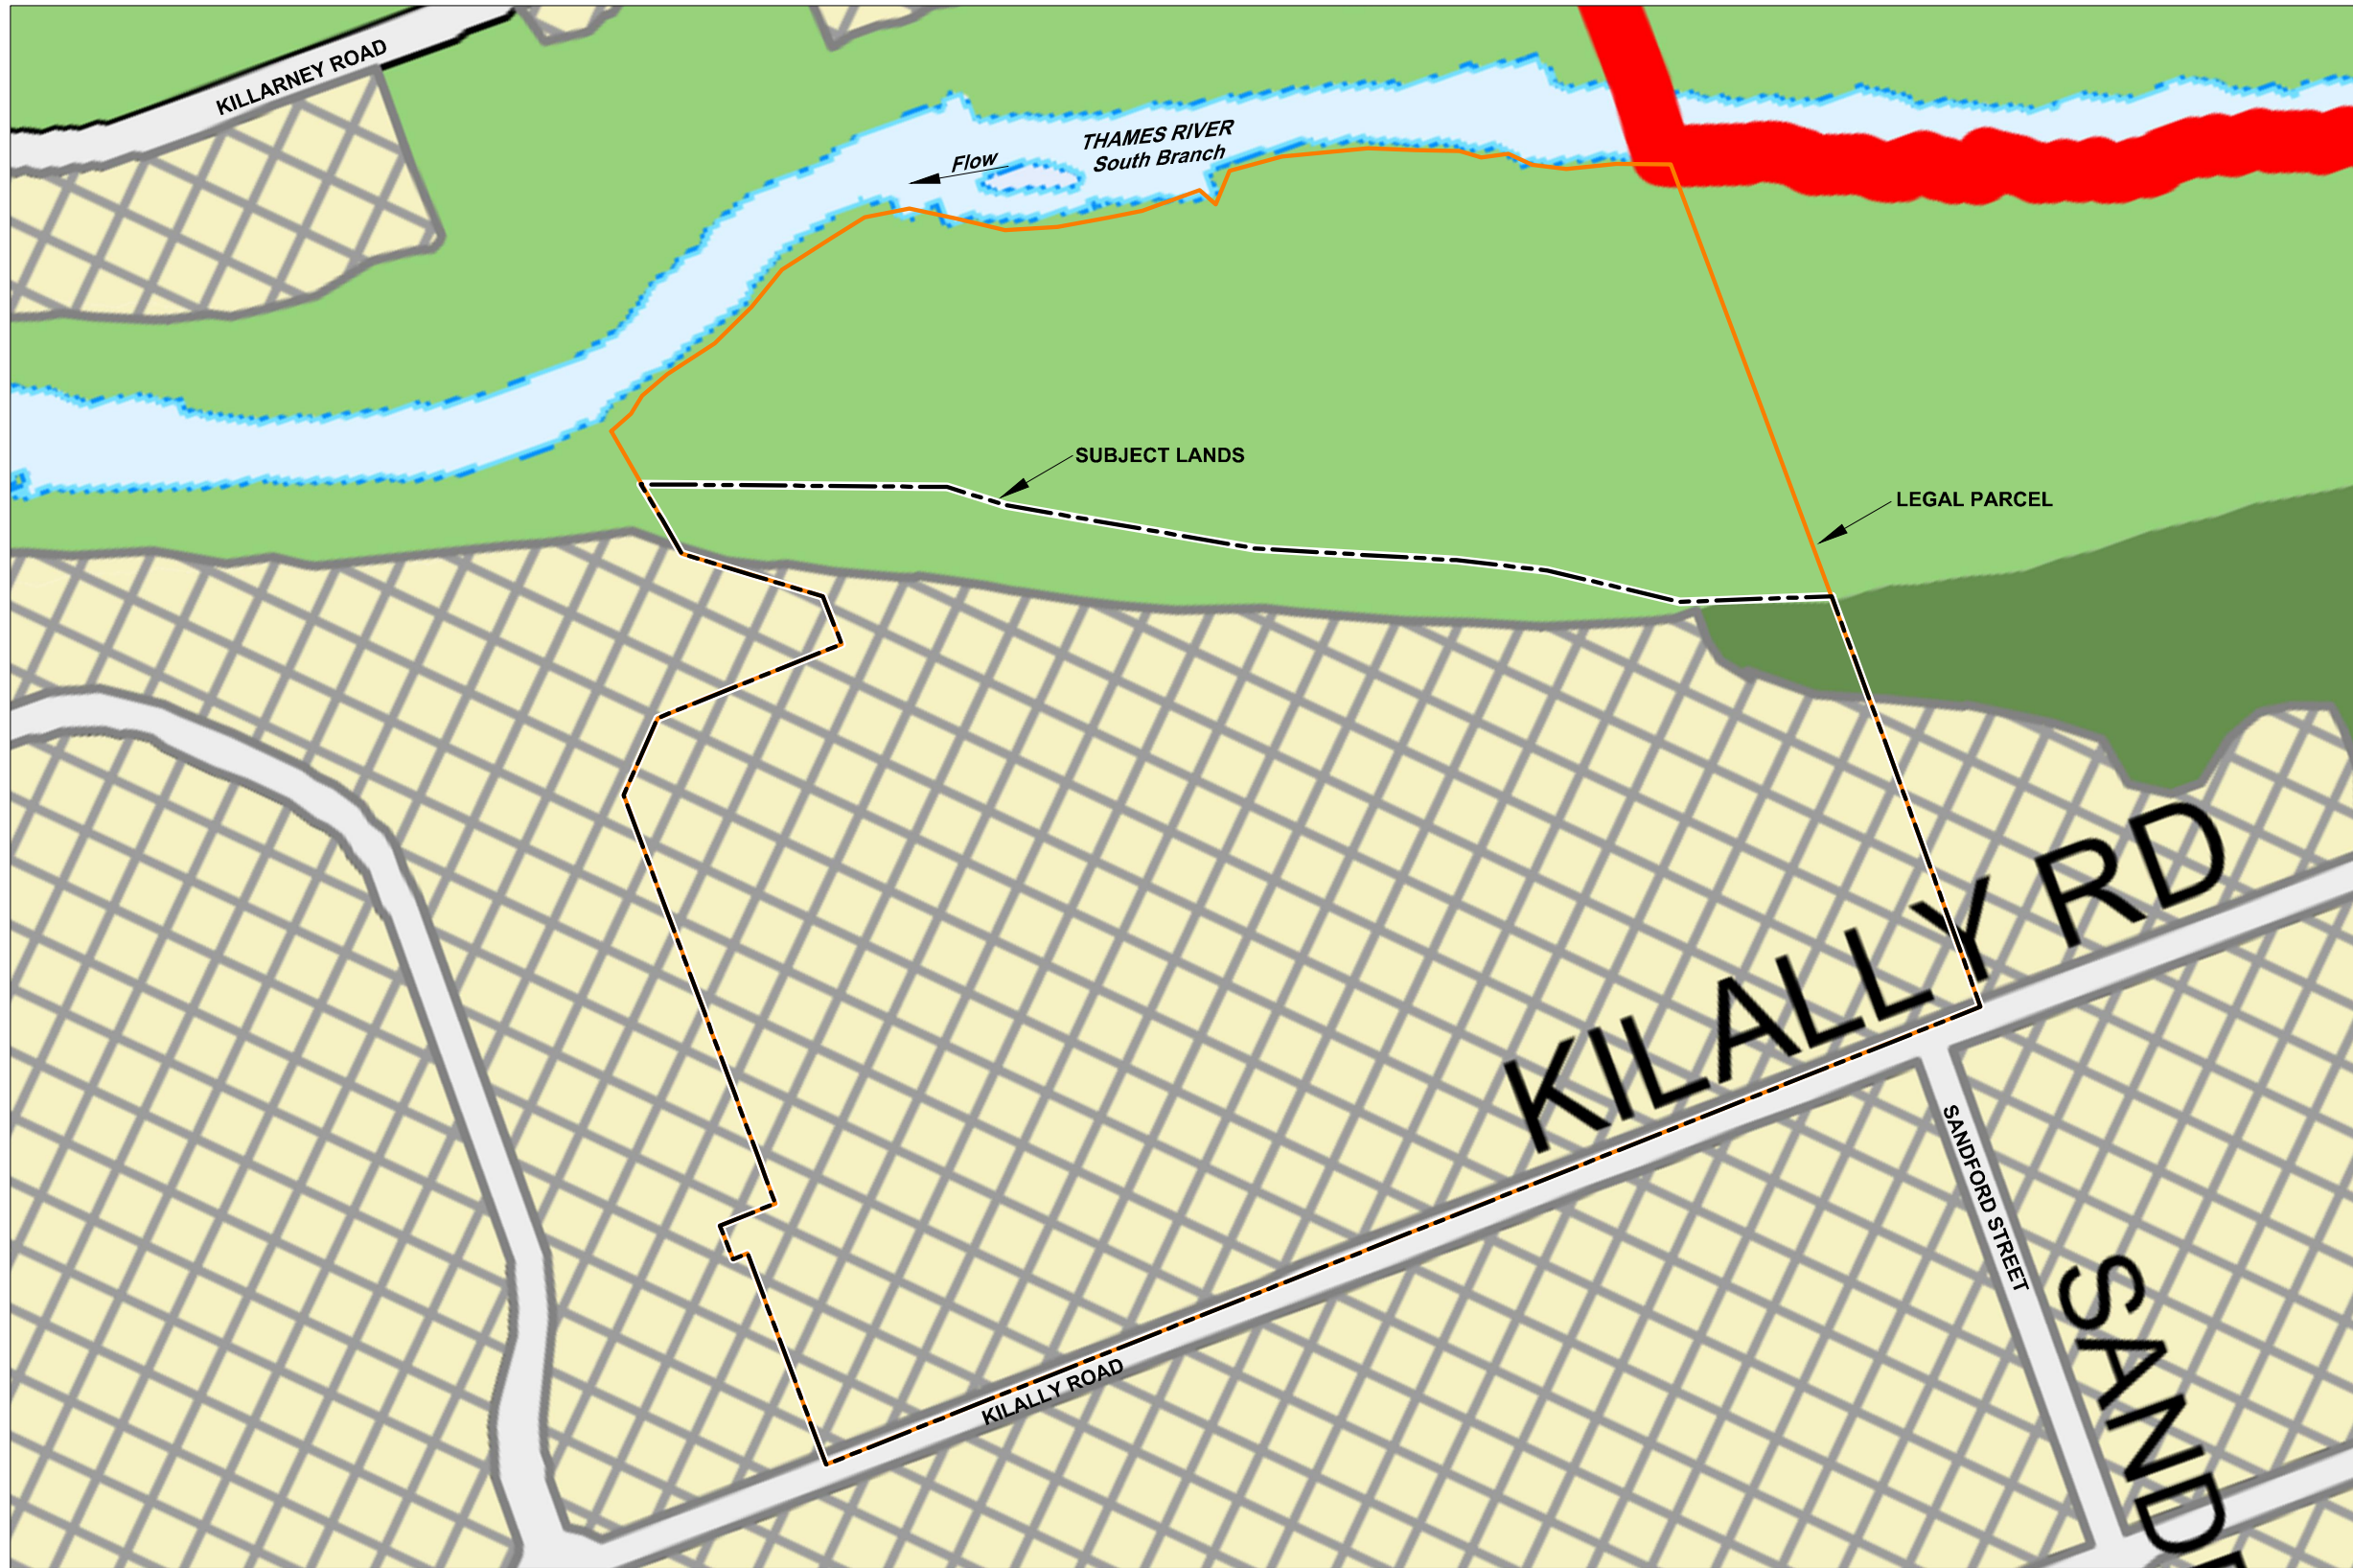 KILLARNEY ROAD
THAMES RIVER
South Branch
Flow
SUBJECT LANDS
LEGAL PARCEL
KILALLY RD
SANDFORD STREET
KILALLY ROAD
SAND